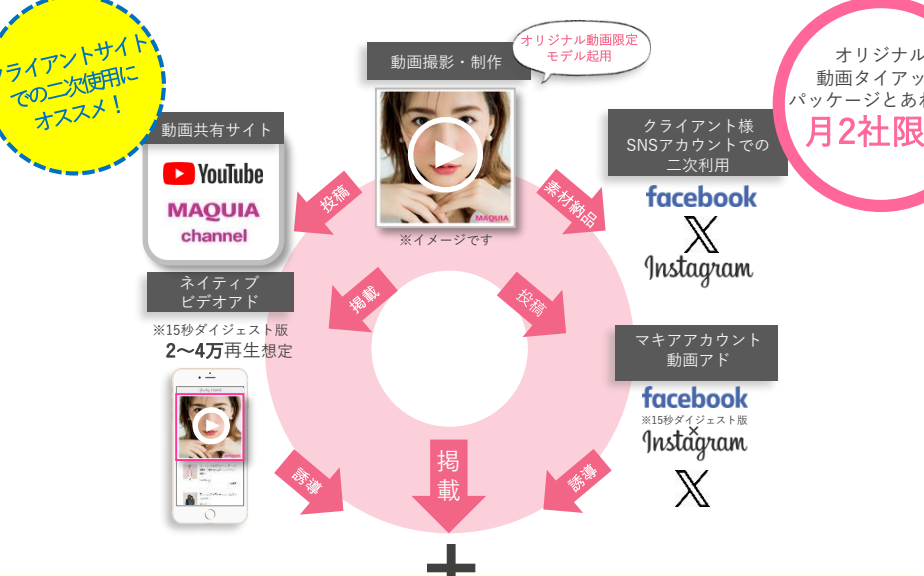 クライアントサイト
での二次使用に
オススメ！
動画撮影・制作
オリジナル動画限定
モデル起用
オリジナル
動画タイアッ
パッケージとあ
月2社限
動画共有サイト
YouTube
MAQUIA
channel
MAQUIA
※イメージです
クライアント様
SNSアカウントでの
二次利用
facebook
X
Instagram
投稿
素材納品
掲載
投稿
ネイティブ
ビデオアド
※15秒ダイジェスト版
2〜4万再生想定
マキアアカウント
動画アド
facebook
※15秒ダイジェスト版
×
Instagram
X
誘導
掲載
誘導
+